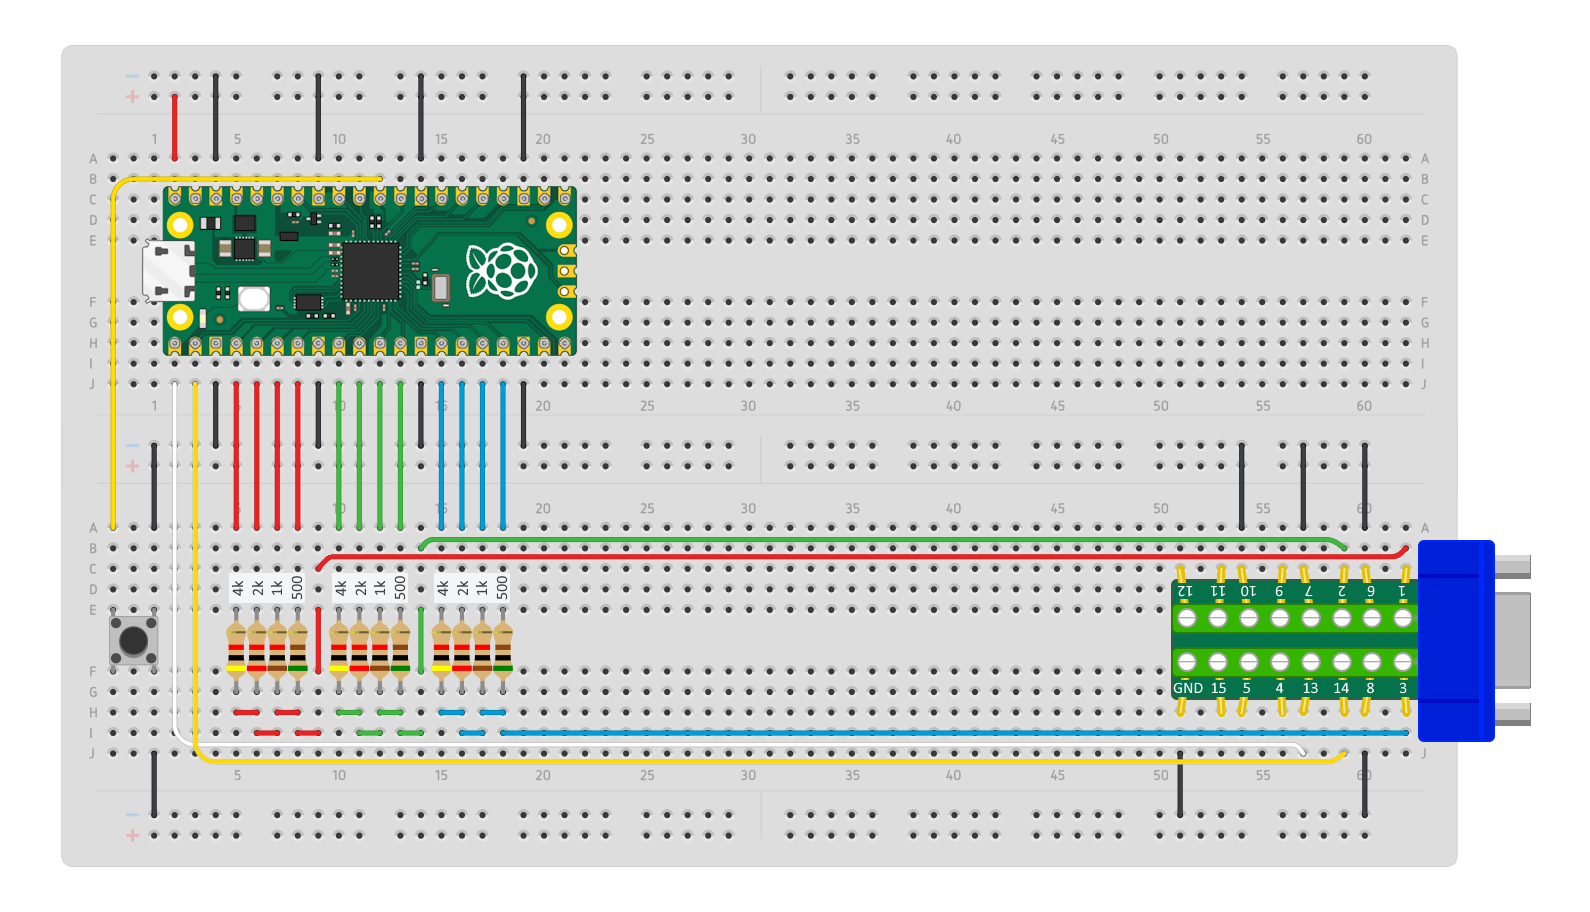 − −
+ +
1 5 10 15 20 25 30 35 40 45 50 55 60
A A
B B
C C
D D
E E
F F
G G
H H
I I
J J
1 5 10 15 20 25 30 35 40 45 50 55 60
−
+
5 10 15 20 25 30 35 40 45 50 55 60
A A
B
C
D
E
4k 2k 1k 500 4k 2k 1k 500 4k 2k 1k 500
12 11 10 9 7 2 6 1
F
G
GND 15 5 4 13 14 8 3
H
I
J J
5 10 15 20 25 30 35 40 45 50 55 60
−
+